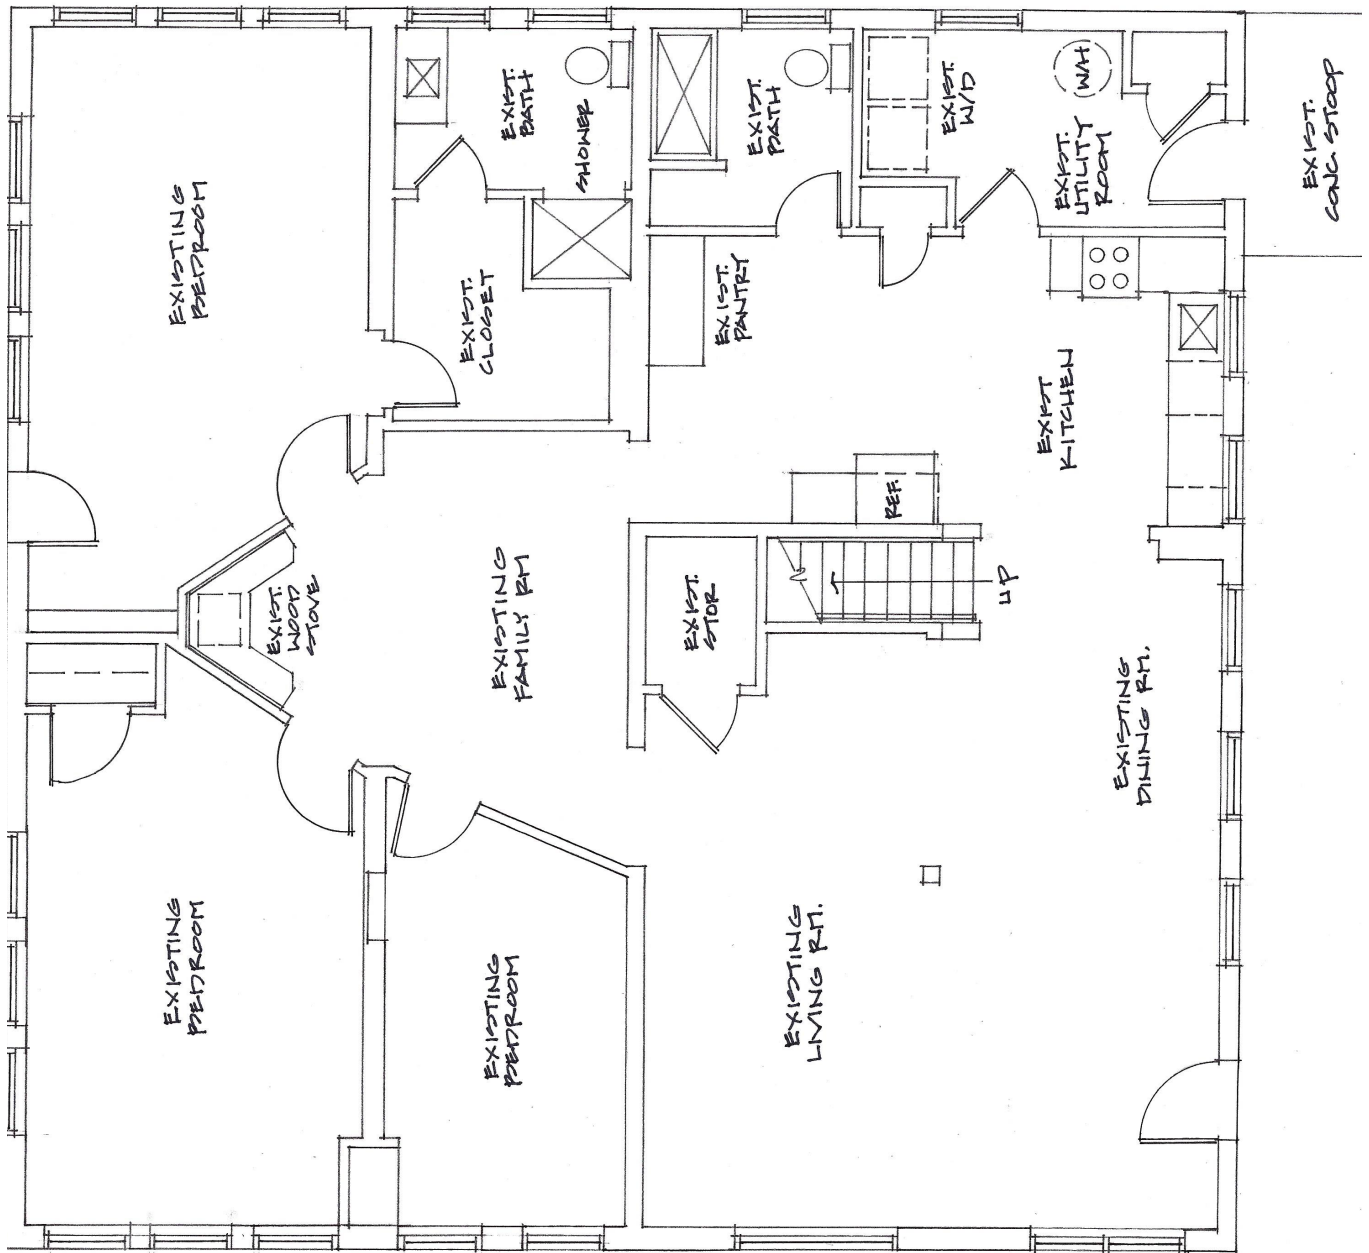 EXISTING
BEDROOM
EXIST.
BATH
SHOWER
EXIST.
CLOSET
EXIST.
BATH
EXIST.
PANTRY
EXIST.
W/D
W/H
EXIST.
UTILITY
ROOM
EXIST.
CONC. STOOP
EXIST
KITCHEN
REF.
EXIST.
WOOD
STOVE
EXISTING
FAMILY RM
EXIST.
STOR
UP
EXISTING
DINING RM.
EXISTING
BEDROOM
EXISTING
BEDROOM
EXISTING
LIVING RM.